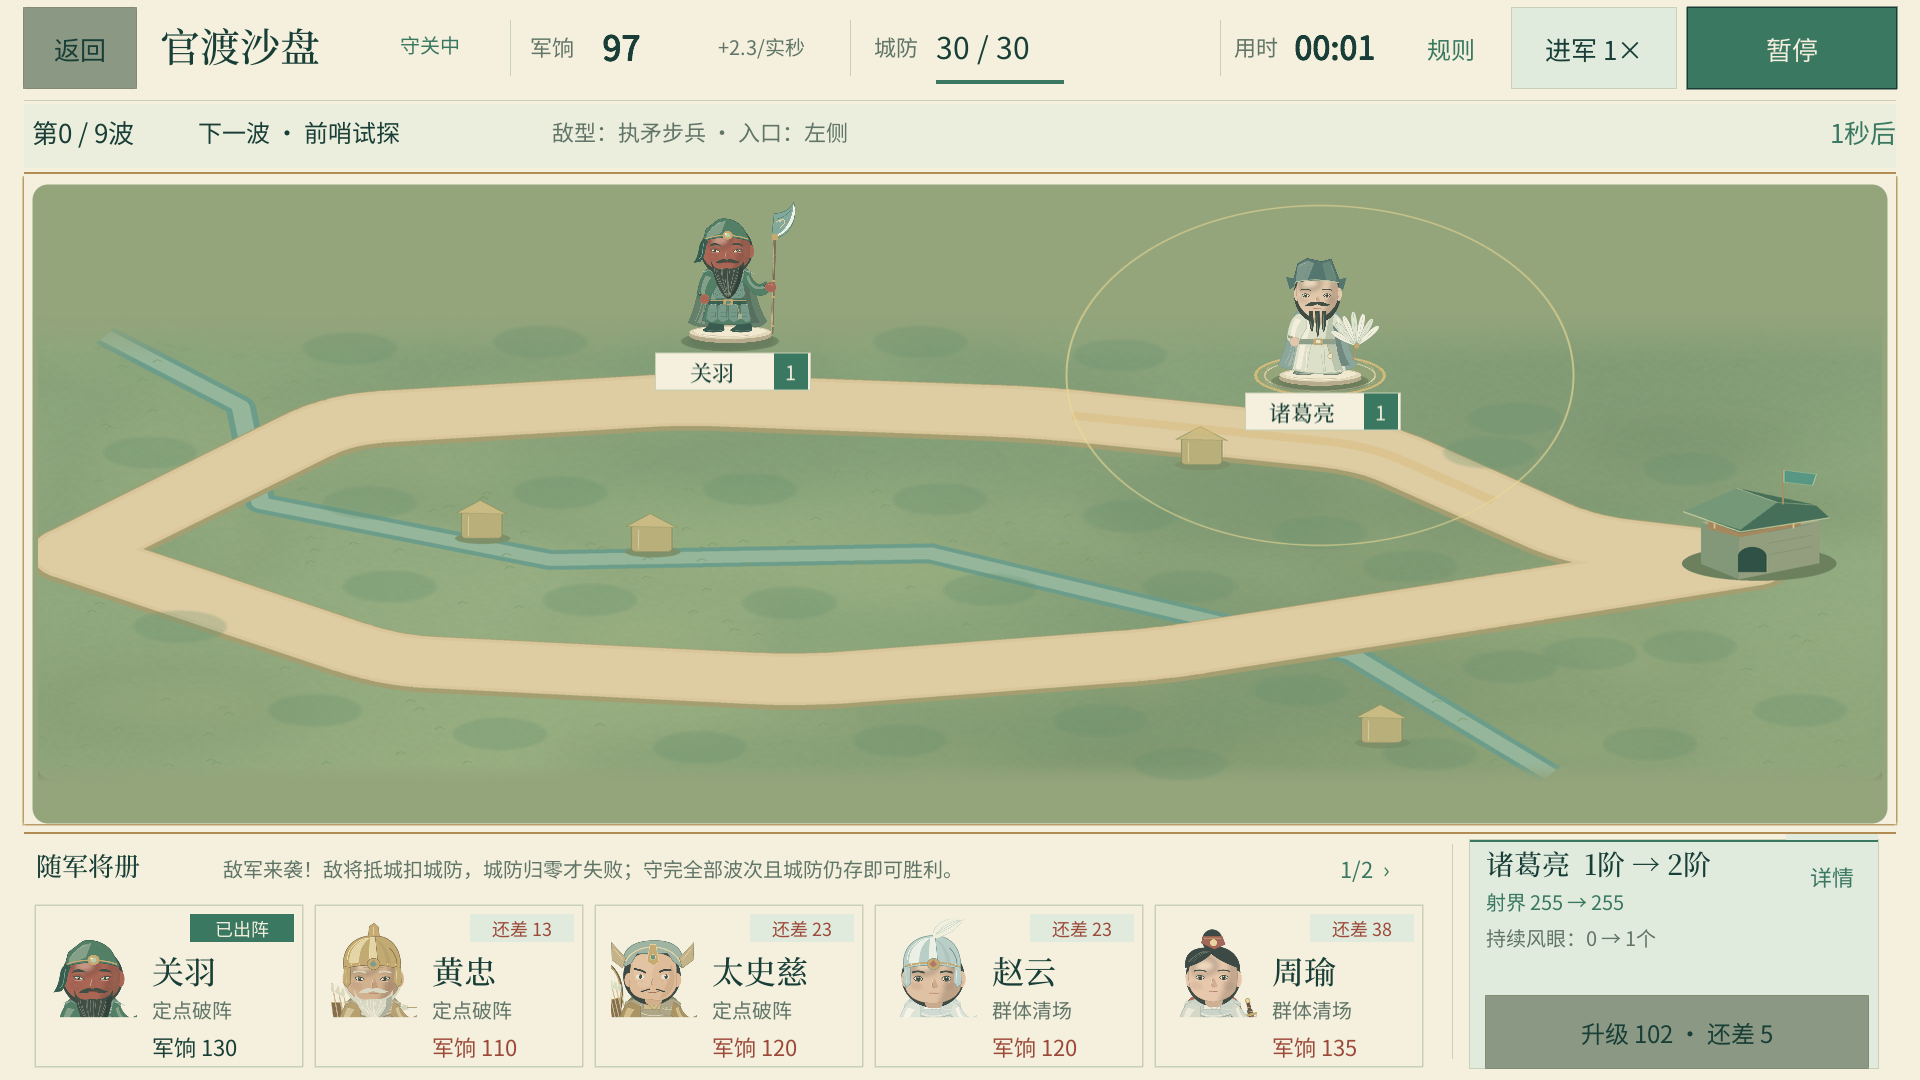 返回
官渡沙盘
守关中
军饷 97
+2.3/实秒
城防 30 / 30
用时 00:01
规则
进军 1×
暂停
第0 / 9波
下一波 · 前哨试探
敌型：执矛步兵 · 入口：左侧
1秒后
关羽 1
诸葛亮 1
随军将册
敌军来袭！敌将抵城扣城防，城防归零才失败；守完全部波次且城防仍存即可胜利。
1/2 ›
已出阵
关羽
定点破阵
军饷 130
还差 13
黄忠
定点破阵
军饷 110
还差 23
太史慈
定点破阵
军饷 120
还差 23
赵云
群体清场
军饷 120
还差 38
周瑜
群体清场
军饷 135
诸葛亮 1阶 → 2阶
详情
射界 255 → 255
持续风眼：0 → 1个
升级 102 · 还差 5